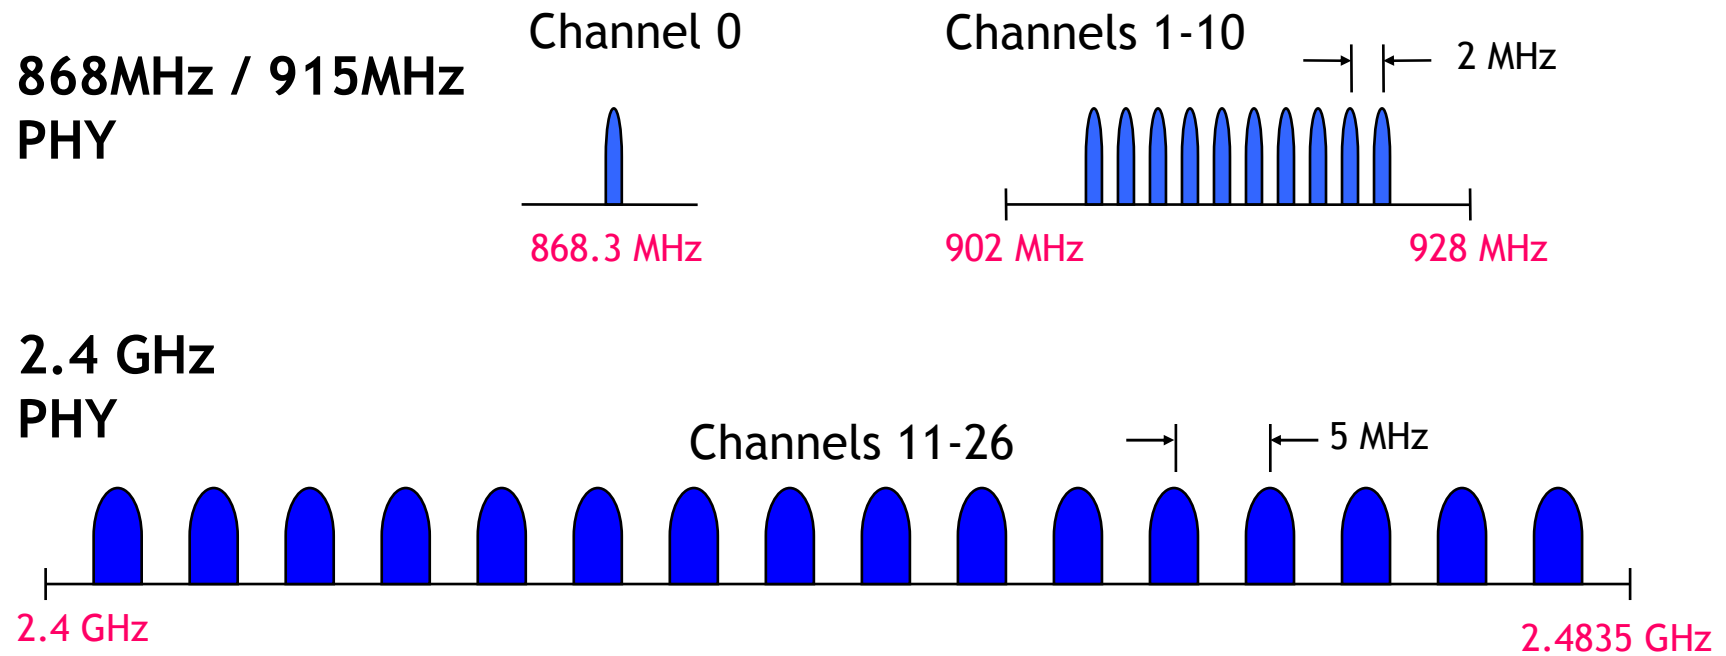 868MHz / 915MHz
PHY
Channel 0
868.3 MHz
Channels 1-10
2 MHz
902 MHz
928 MHz
2.4 GHz
PHY
Channels 11-26
5 MHz
2.4 GHz
2.4835 GHz